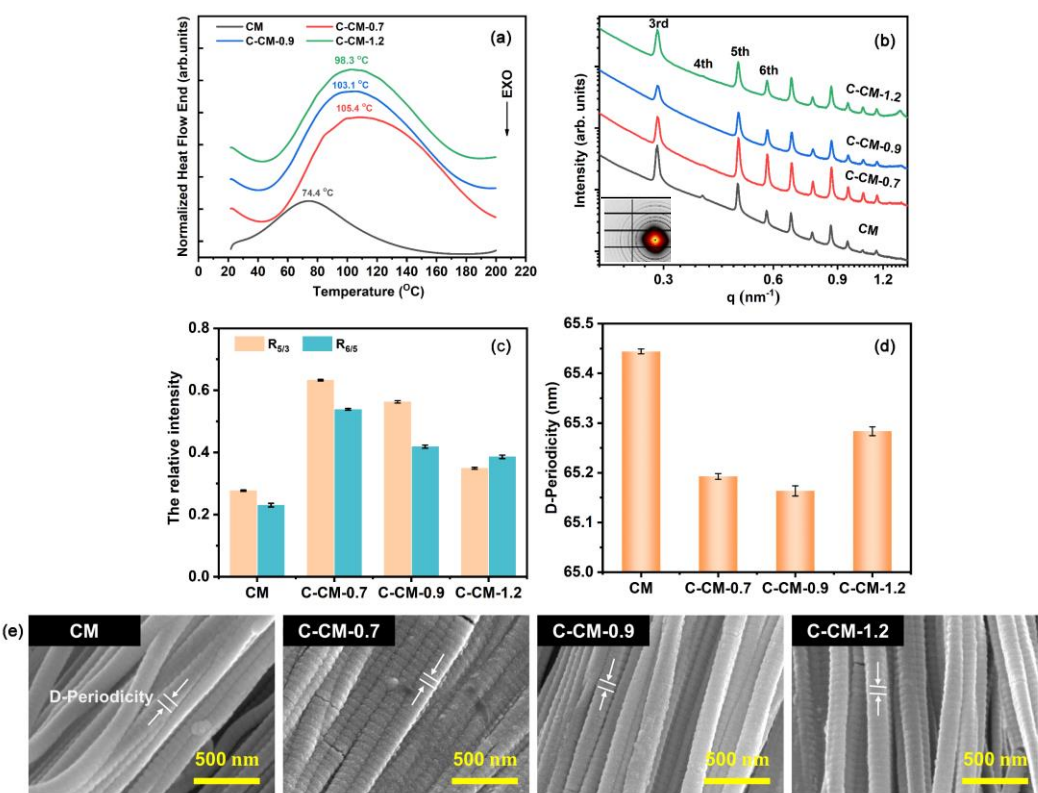 CM
C-CM-0.7
C-CM-0.9
C-CM-1.2
(a)
98.3 °C
103.1 °C
105.4 °C
74.4 °C
EXO
Normalized Heat Flow End (arb.units)
0 20 40 60 80 100 120 140 160 180 200 220
Temperature (°C)
(b)
3rd
4th
5th
6th
C-CM-1.2
C-CM-0.9
C-CM-0.7
CM
Intensity (arb. units)
0.3 0.6 0.9 1.2
q (nm⁻¹)
(c)
R5/3
R6/5
The relative intensity
0.8
0.6
0.4
0.2
0.0
CM C-CM-0.7 C-CM-0.9 C-CM-1.2
(d)
D-Periodicity (nm)
65.5
65.4
65.3
65.2
65.1
65.0
CM C-CM-0.7 C-CM-0.9 C-CM-1.2
(e)
CM
D-Periodicity
500 nm
C-CM-0.7
500 nm
C-CM-0.9
500 nm
C-CM-1.2
500 nm